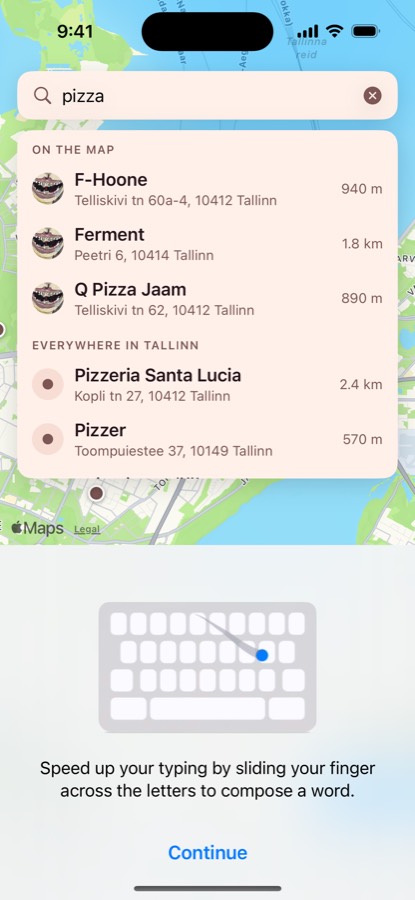 9:41
Tallinna
reid
pizza
ON THE MAP
F-Hoone
Telliskivi tn 60a-4, 10412 Tallinn
940 m
Ferment
Peetri 6, 10414 Tallinn
1.8 km
Q Pizza Jaam
Telliskivi tn 62, 10412 Tallinn
890 m
EVERYWHERE IN TALLINN
Pizzeria Santa Lucia
Kopli tn 27, 10412 Tallinn
2.4 km
Pizzer
Toompuiestee 37, 10149 Tallinn
570 m
Maps
Legal
Speed up your typing by sliding your finger
across the letters to compose a word.
Continue